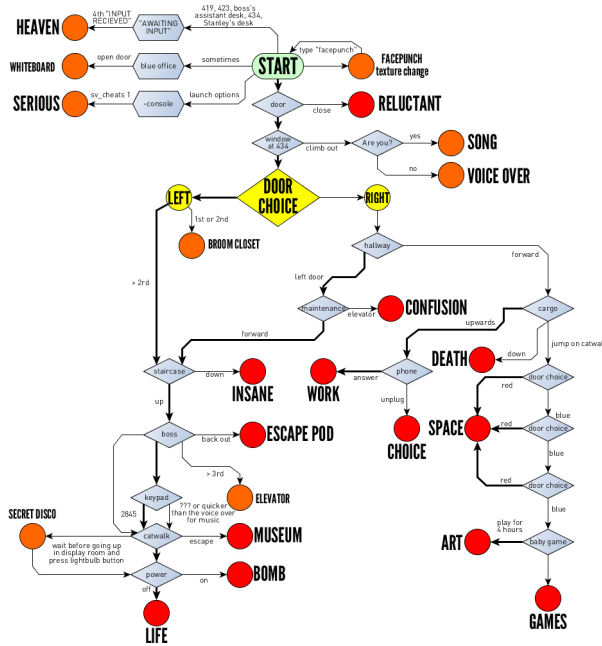 419, 423, boss's
assistant desk, 434,
Stanley's desk
4th "INPUT
RECIEVED"
HEAVEN
"AWAITING
INPUT"
type "facepunch"
open door
sometimes
WHITEBOARD
blue office
START
FACEPUNCH
texture change
sv_cheats 1
launch options
SERIOUS
-console
door
close
RELUCTANT
window
at 434
climb out
Are you?
yes
SONG
no
VOICE OVER
DOOR
CHOICE
LEFT
RIGHT
1st or 2nd
BROOM CLOSET
hallway
forward
> 2rd
left door
maintenance
elevator
CONFUSION
cargo
upwards
forward
jump on catwa
DEATH
down
staircase
down
INSANE
WORK
answer
phone
door choice
red
up
unplug
blue
boss
back out
ESCAPE POD
CHOICE
SPACE
red
door choice
blue
> 3rd
red
door choice
keypad
ELEVATOR
2845
??? or quicker
than the voice over
for music
blue
SECRET DISCO
play for
4 hours
catwalk
escape
MUSEUM
ART
baby game
wait before going up
in display room and
press lightbulb button
power
on
BOMB
off
LIFE
GAMES